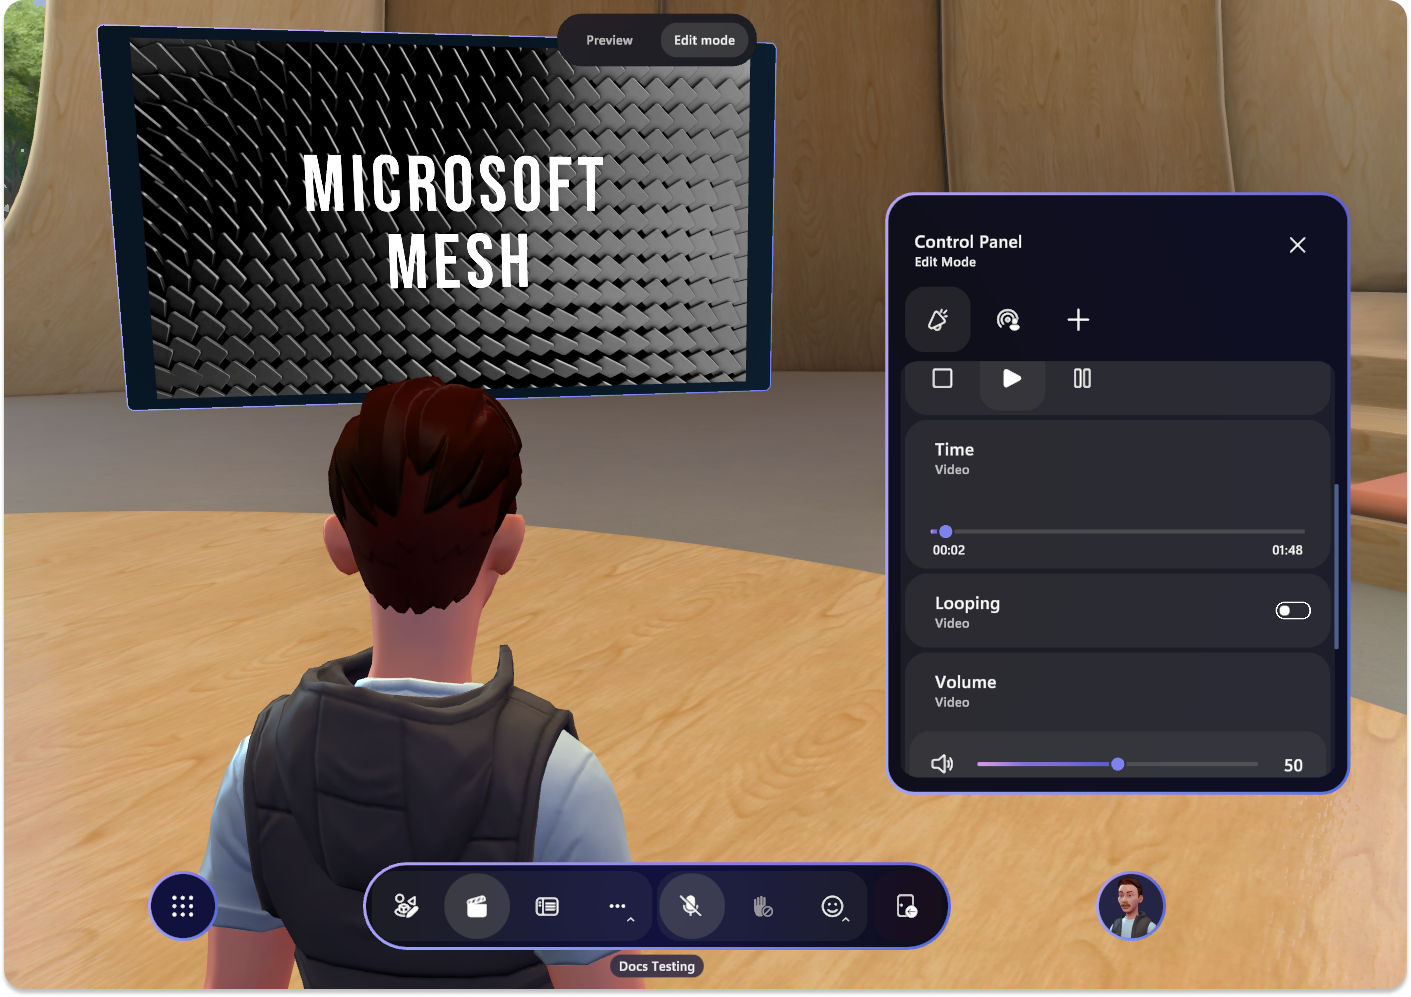 Preview
Edit mode
MICROSOFT
MESH
Control Panel
Edit Mode
Time
Video
00:02
01:48
Looping
Video
Volume
Video
50
Docs Testing